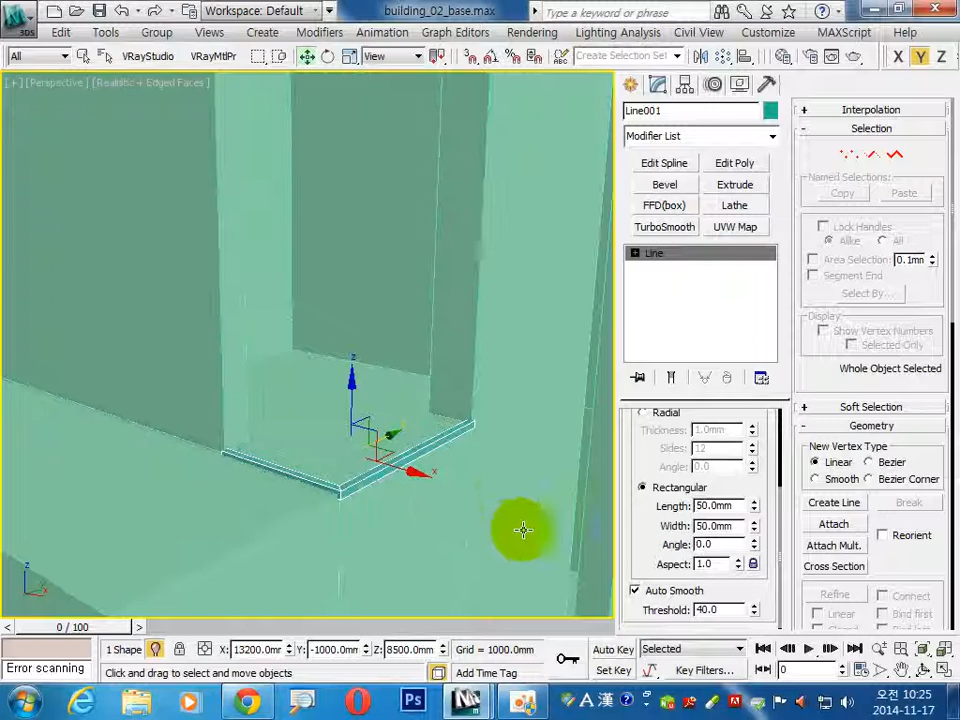 Workspace: Default
building_02_base.max
Type a keyword or phrase
Edit Tools Group Views Create Modifiers Animation Graph Editors Rendering Lighting Analysis Civil View Customize MAXScript Help
All VRayStudio VRayMtlPr View Create Selection Se X Y Z
[+] [Perspective] [Realistic + Edged Faces]
Line001
Modifier List
Edit Spline Edit Poly
Bevel Extrude
FFD(box) Lathe
TurboSmooth UVW Map
Line
Radial
Thickness: 1.0mm
Sides: 12
Angle: 0.0
Rectangular
Length: 50.0mm
Width: 50.0mm
Angle: 0.0
Aspect: 1.0
Auto Smooth
Threshold: 40.0
+ Interpolation
- Selection
Named Selections:
Copy Paste
Lock Handles
Alike All
Area Selection: 0.1mm
Segment End
Select By...
Display:
Show Vertex Numbers
Selected Only
Whole Object Selected
+ Soft Selection
- Geometry
New Vertex Type
Linear Bezier
Smooth Bezier Corner
Create Line Break
Attach Reorient
Attach Mult.
Cross Section
Refine Connect
Linear Bind first
z
x
z
x
< 0 / 100 >
1 Shape X: 13200.0mm Y: -1000.0mm Z: 8500.0mm Grid = 1000.0mm Auto Key Selected
Error scanning Click and drag to select and move objects Add Time Tag Set Key Key Filters... 0
Ps A 漢 오전 10:25
2014-11-17